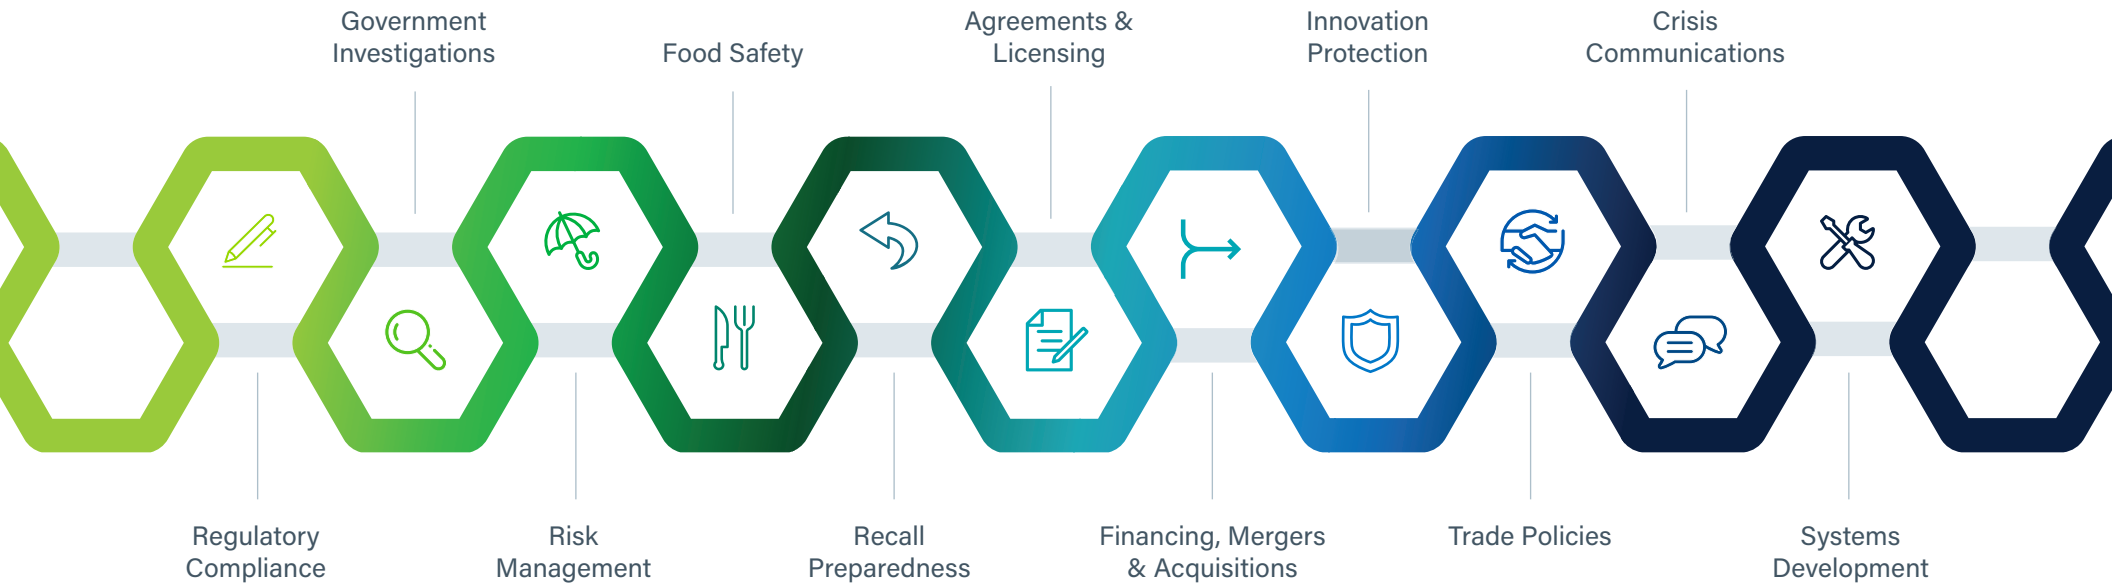 Government
Investigations
Food Safety
Agreements &
Licensing
Innovation
Protection
Crisis
Communications
Regulatory
Compliance
Risk
Management
Recall
Preparedness
Financing, Mergers
& Acquisitions
Trade Policies
Systems
Development